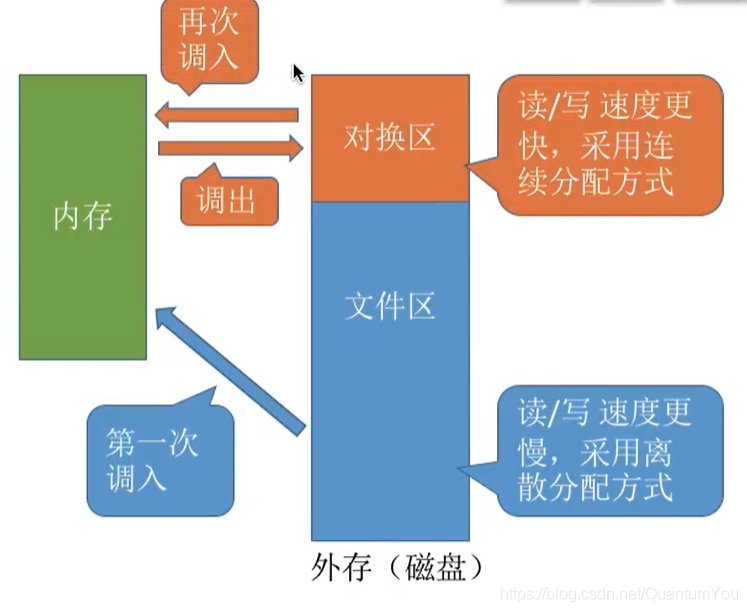 再次
调入
对换区
读/写 速度更
快，采用连
续分配方式
调出
内存
文件区
第一次
调入
读/写 速度更
慢，采用离
散分配方式
外存（磁盘）
https://blog.csdn.net/QuantumYou